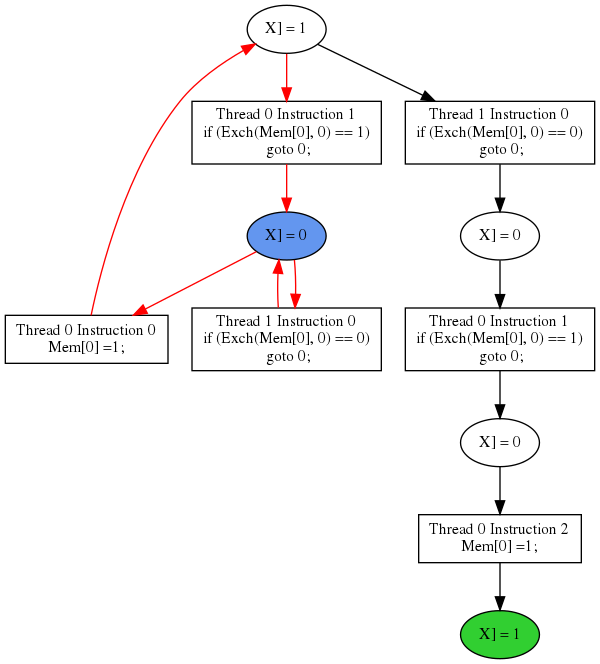 X] = 1
Thread 0 Instruction 1
if (Exch(Mem[0], 0) == 1)
goto 0;
Thread 1 Instruction 0
if (Exch(Mem[0], 0) == 0)
goto 0;
X] = 0
X] = 0
Thread 0 Instruction 0
Mem[0] =1;
Thread 1 Instruction 0
if (Exch(Mem[0], 0) == 0)
goto 0;
Thread 0 Instruction 1
if (Exch(Mem[0], 0) == 1)
goto 0;
X] = 0
Thread 0 Instruction 2
Mem[0] =1;
X] = 1